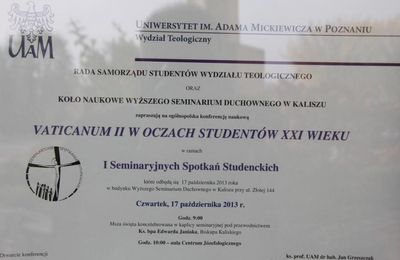 UNIWERSYTET IM. ADAMA MICKIEWICZA W POZNANIU
Wydział Teologiczny
UAM
RADA SAMORZĄDU STUDENTÓW WYDZIAŁU TEOLOGICZNEGO
ORAZ
KOŁO NAUKOWE WYŻSZEGO SEMINARIUM DUCHOWNEGO W KALISZU
zapraszają na ogólnopolską konferencję naukową
VATICANUM II W OCZACH STUDENTÓW XXI WIEKU
w ramach
I Seminaryjnych Spotkań Studenckich
które odbędą się 17 października 2013 roku
w budynku Wyższego Seminarium Duchownego w Kaliszu przy ul. Złotej 144
Czwartek, 17 października 2013 r.
Godz. 9:00
Msza święta koncelebrowana w kaplicy seminaryjnej pod przewodnictwem
Ks. bpa Edwarda Janiaka, Biskupa Kaliskiego
Godz. 10:00 – aula Centrum Józefologicznego
Otwarcie konferencji
ks. prof. UAM dr hab. Jan Grzeszczak